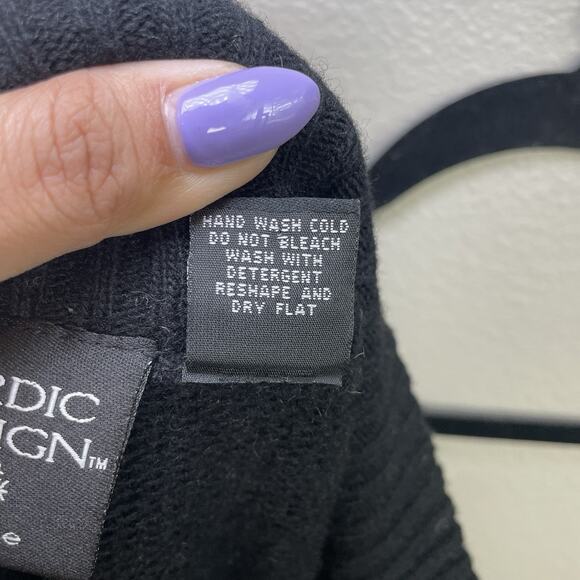 HAND WASH COLD
DO NOT BLEACH
WASH WITH
DETERGENT
RESHAPE AND
DRY FLAT
RDIC
IGN™
e